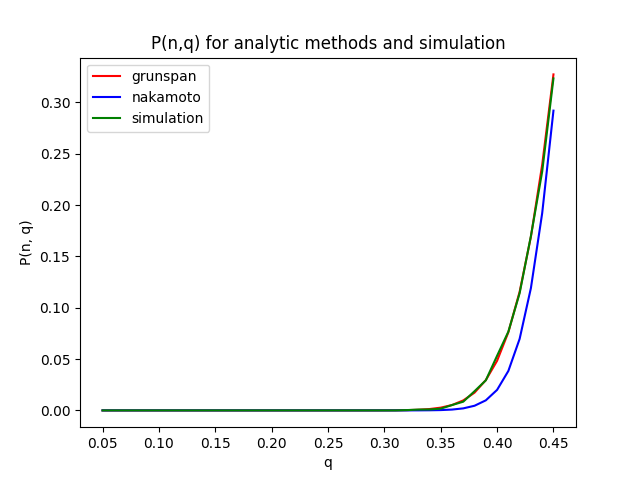 P(n,q) for analytic methods and simulation
grunspan
nakamoto
simulation
P(n, q)
0.30
0.25
0.20
0.15
0.10
0.05
0.00
0.05 0.10 0.15 0.20 0.25 0.30 0.35 0.40 0.45
q